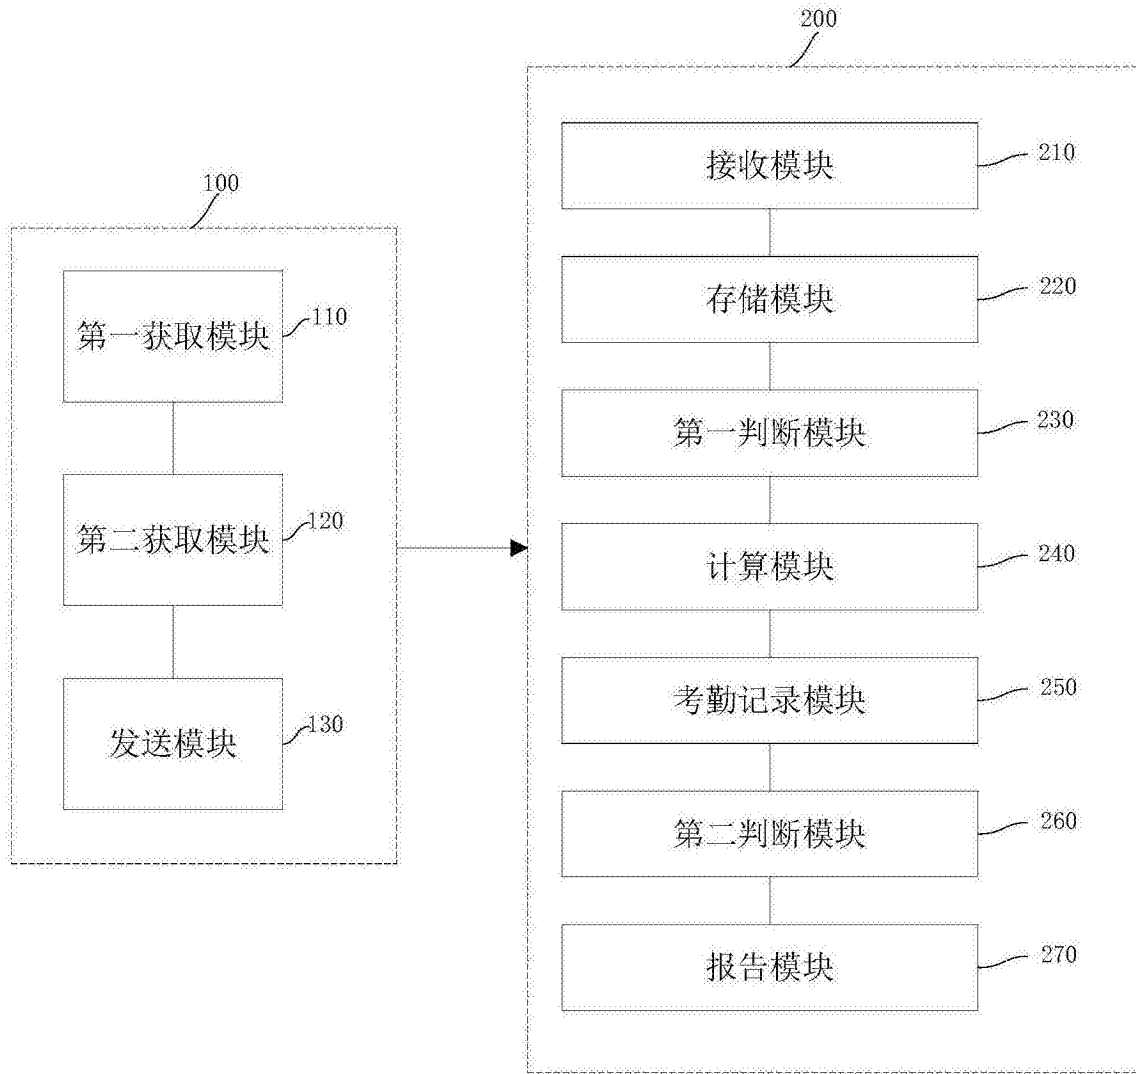 100
第一获取模块
110
第二获取模块
120
发送模块
130
200
接收模块
210
存储模块
220
第一判断模块
230
计算模块
240
考勤记录模块
250
第二判断模块
260
报告模块
270